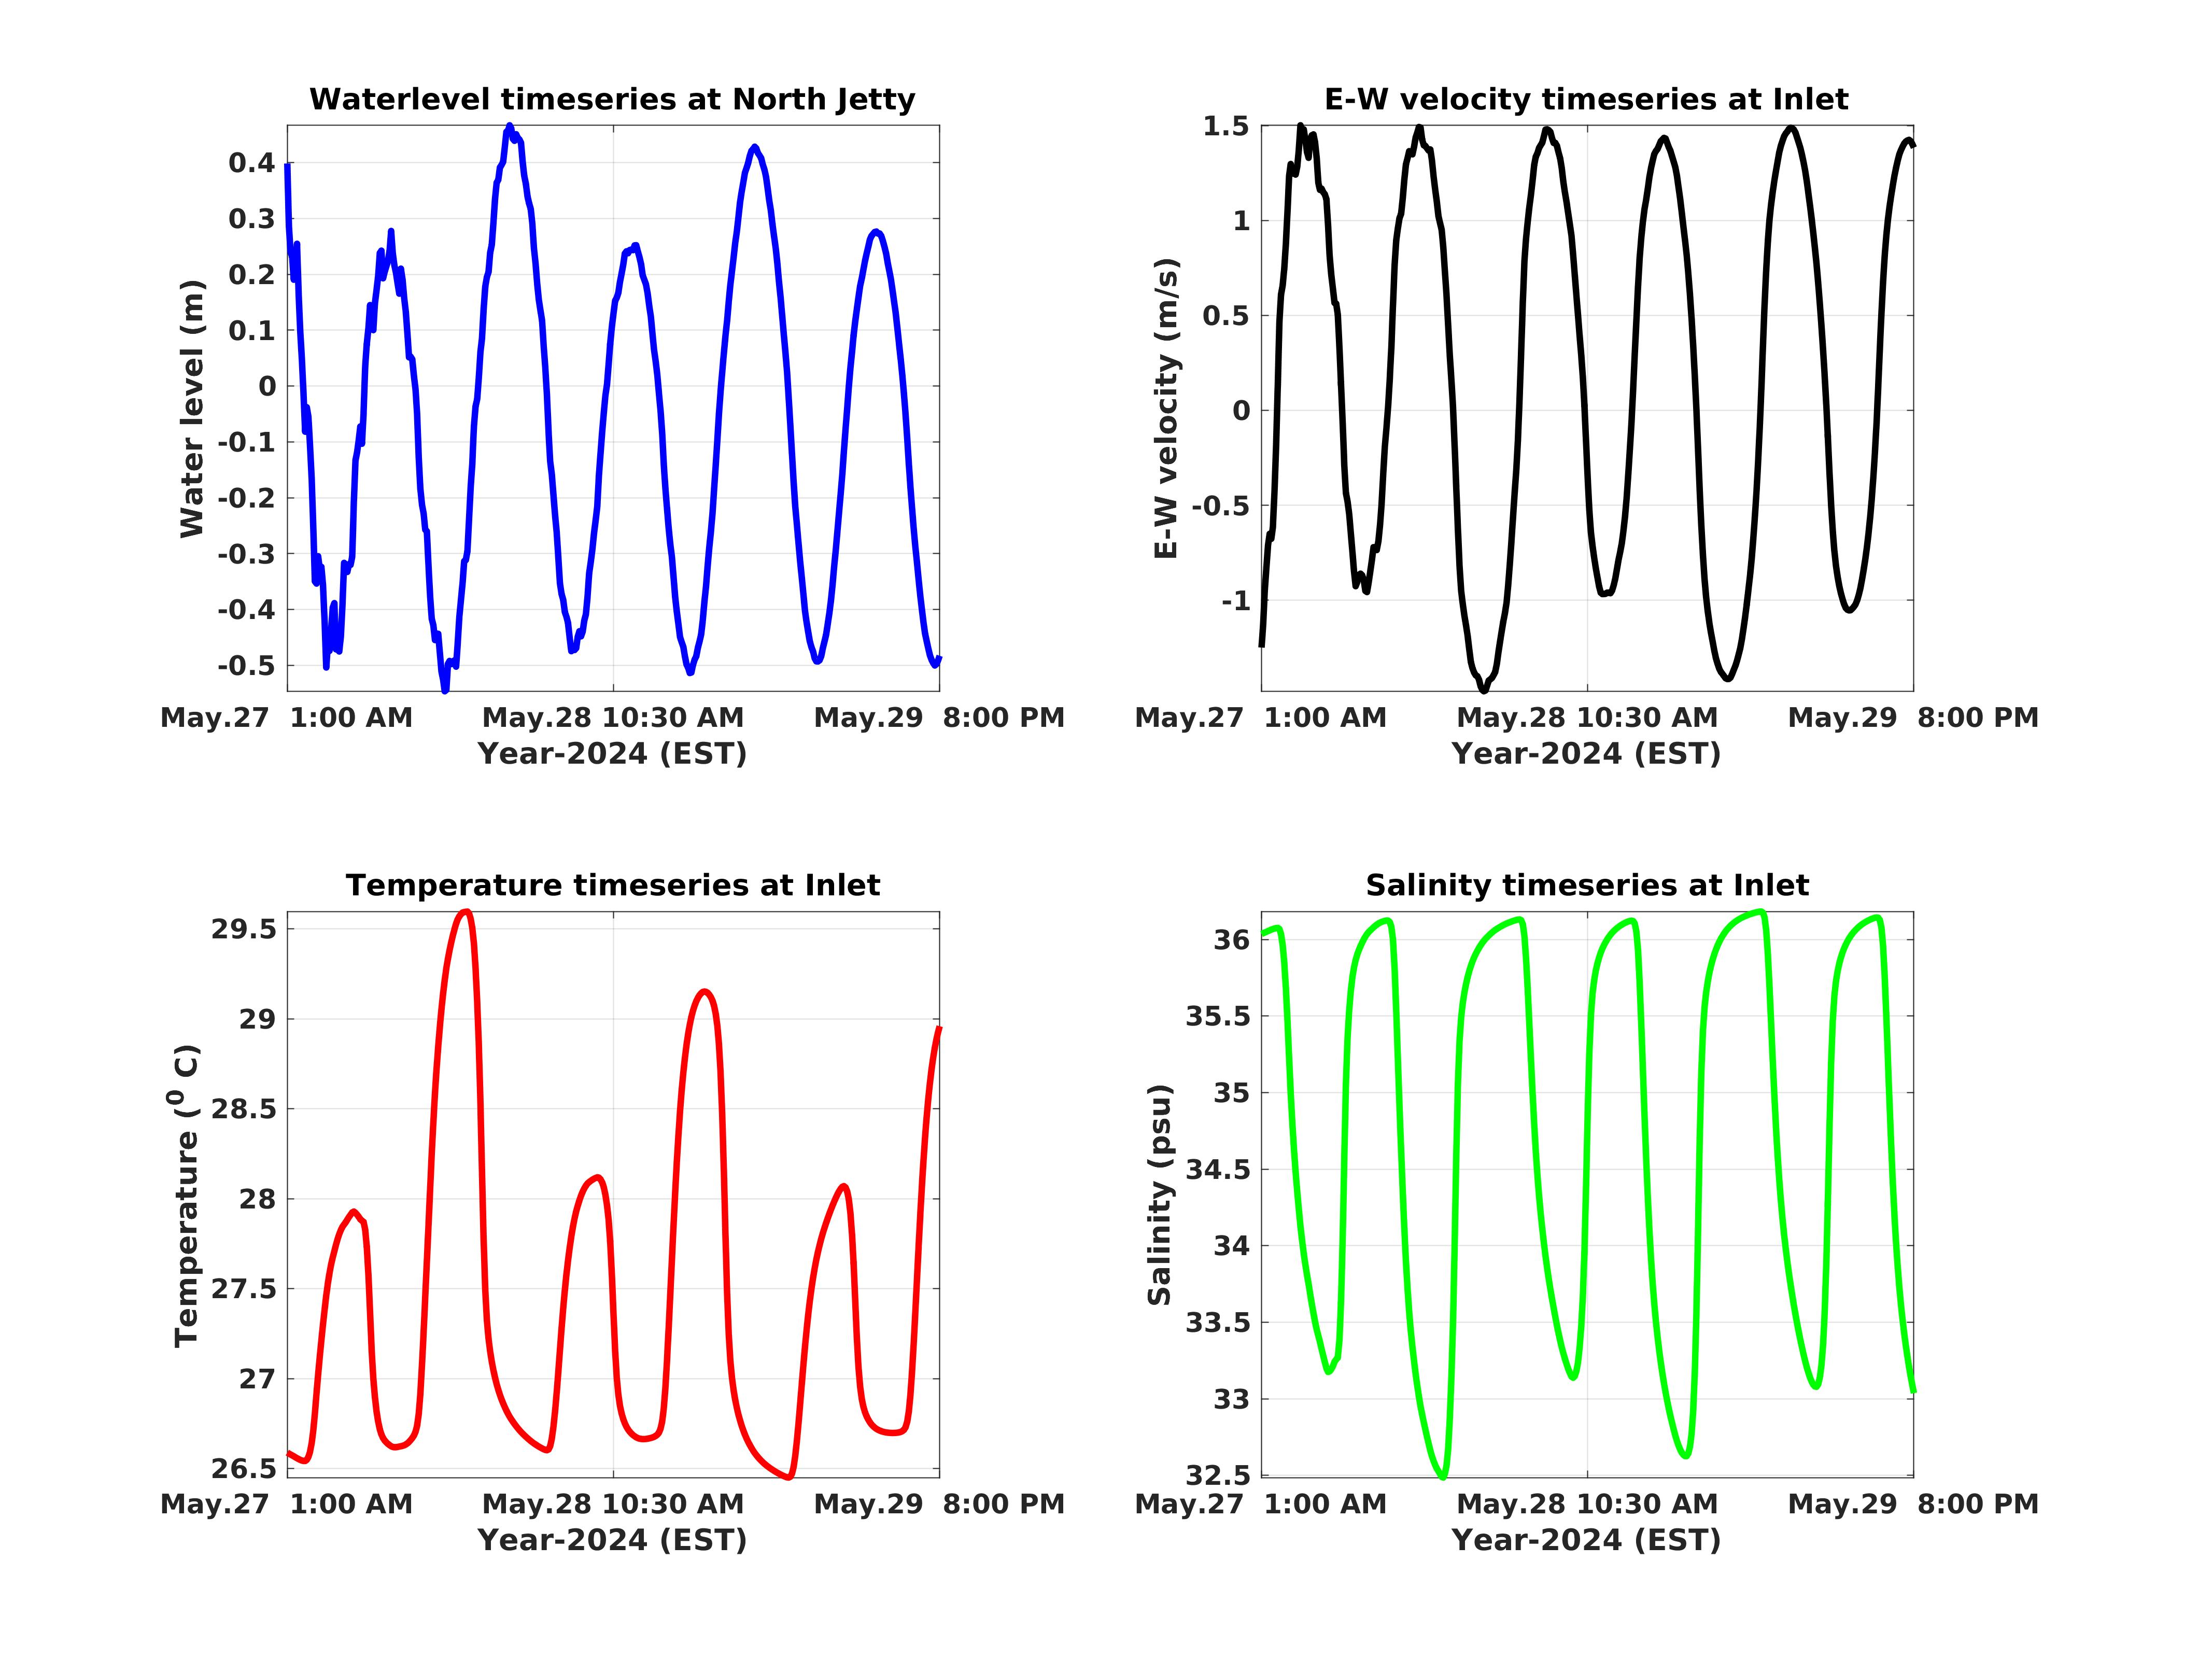 Waterlevel timeseries at North Jetty
Water level (m)
0.4
0.3
0.2
0.1
0
-0.1
-0.2
-0.3
-0.4
-0.5
May.27 1:00 AM
May.28 10:30 AM
May.29 8:00 PM
Year-2024 (EST)
E-W velocity timeseries at Inlet
E-W velocity (m/s)
1.5
1
0.5
0
-0.5
-1
May.27 1:00 AM
May.28 10:30 AM
May.29 8:00 PM
Year-2024 (EST)
Temperature timeseries at Inlet
Temperature (⁰ C)
29.5
29
28.5
28
27.5
27
26.5
May.27 1:00 AM
May.28 10:30 AM
May.29 8:00 PM
Year-2024 (EST)
Salinity timeseries at Inlet
Salinity (psu)
36
35.5
35
34.5
34
33.5
33
32.5
May.27 1:00 AM
May.28 10:30 AM
May.29 8:00 PM
Year-2024 (EST)